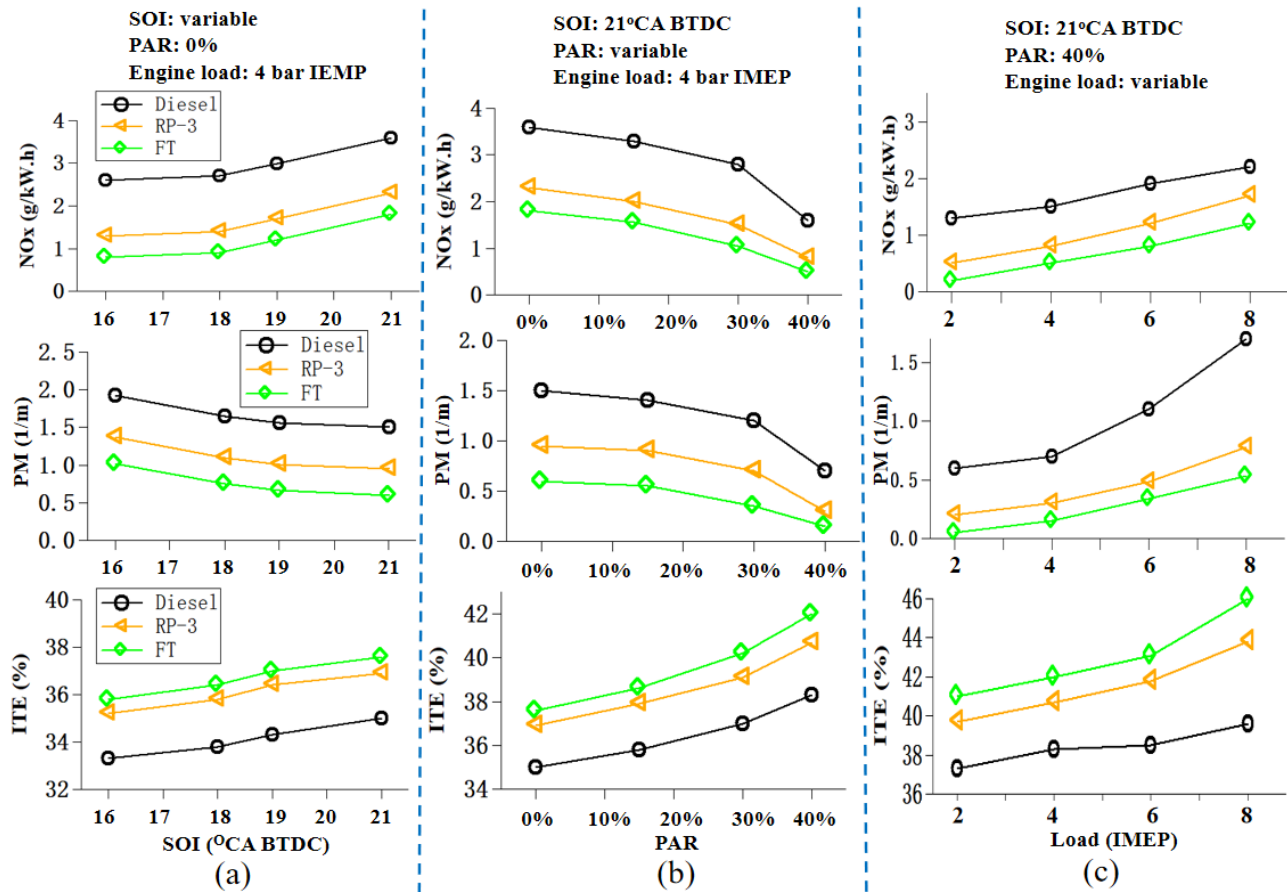 SOI: variable
PAR: 0%
Engine load: 4 bar IEMP
Diesel
RP-3
FT
NOx (g/kW.h)
4
3
2
1
0
16 17 18 19 20 21
Diesel
RP-3
FT
PM (1/m)
2.5
2.0
1.5
1.0
0.5
0.0
16 17 18 19 20 21
Diesel
RP-3
FT
ITE (%)
40
38
36
34
32
16 17 18 19 20 21
SOI (OCA BTDC)
(a)
SOI: 21ºCA BTDC
PAR: variable
Engine load: 4 bar IMEP
NOx (g/kW.h)
4
3
2
1
0
0% 10% 20% 30% 40%
PM (1/m)
2.0
1.5
1.0
.5
0.0
0% 10% 20% 30% 40%
ITE (%)
42
40
38
36
34
0% 10% 20% 30% 40%
PAR
(b)
SOI: 21ºCA BTDC
PAR: 40%
Engine load: variable
NOx (g/kW.h)
3
2
1
0
2 4 6 8
PM (1/m)
1.5
1.0
0.5
0.0
2 4 6 8
ITE (%)
46
44
42
40
38
36
2 4 6 8
Load (IMEP)
(c)